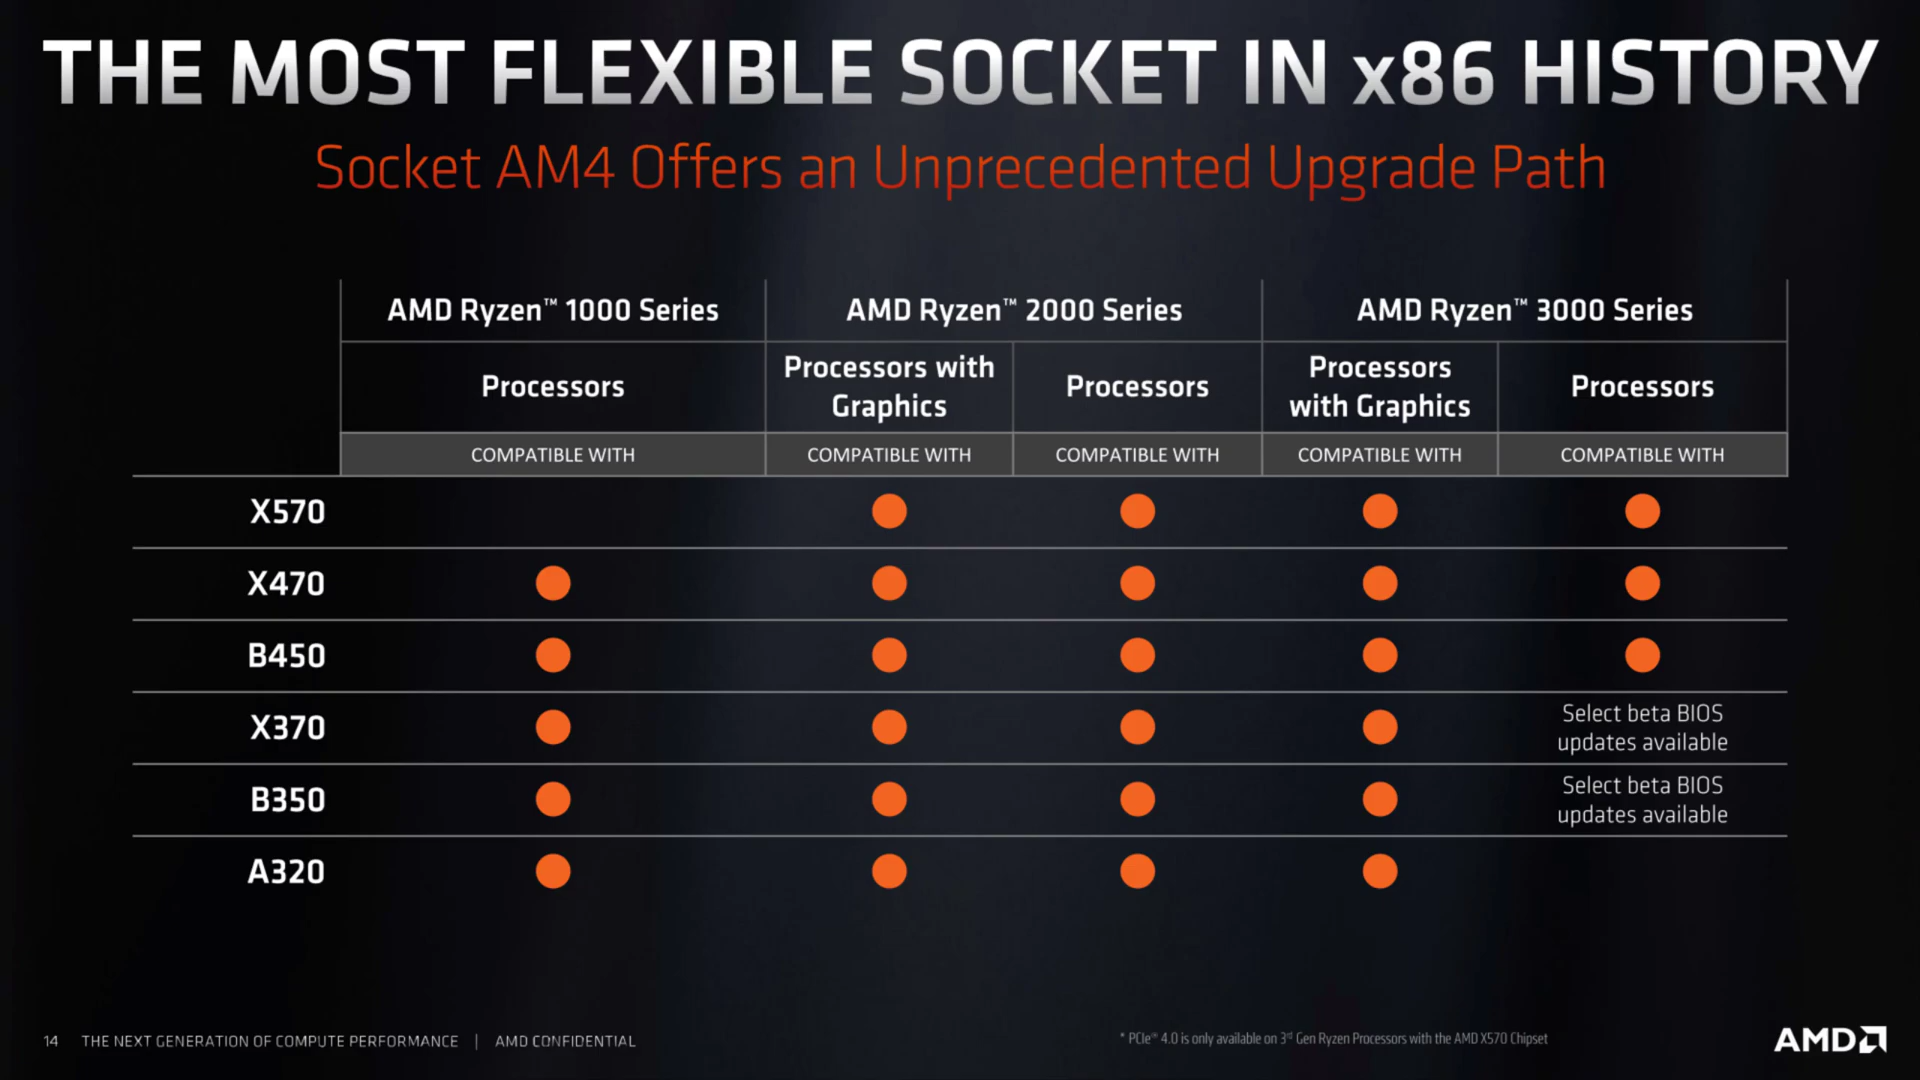 THE MOST FLEXIBLE SOCKET IN x86 HISTORY
Socket AM4 Offers an Unprecedented Upgrade Path
AMD Ryzen™ 1000 Series AMD Ryzen™ 2000 Series AMD Ryzen™ 3000 Series
Processors
Processors with
Graphics
Processors
Processors
with Graphics
Processors
COMPATIBLE WITH COMPATIBLE WITH COMPATIBLE WITH COMPATIBLE WITH COMPATIBLE WITH
X570
X470
B450
X370
Select beta BIOS
updates available
B350
Select beta BIOS
updates available
A320
14 THE NEXT GENERATION OF COMPUTE PERFORMANCE | AMD CONFIDENTIAL
* PCIe® 4.0 is only available on 3rd Gen Ryzen Processors with the AMD X570 Chipset
AMD